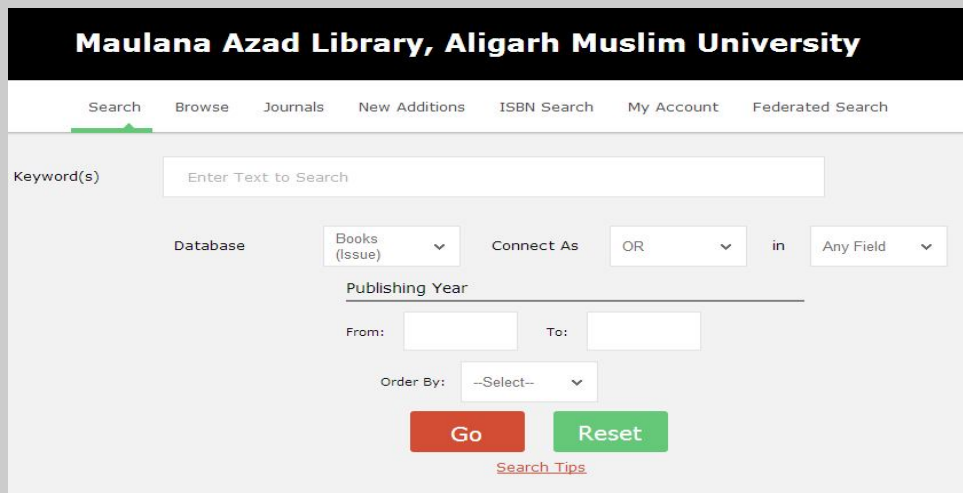 Maulana Azad Library, Aligarh Muslim University
Search Browse Journals New Additions ISBN Search My Account Federated Search
Keyword(s) Enter Text to Search
Database Books (Issue) Connect As OR in Any Field
Publishing Year
From: To:
Order By: --Select--
Go Reset
Search Tips